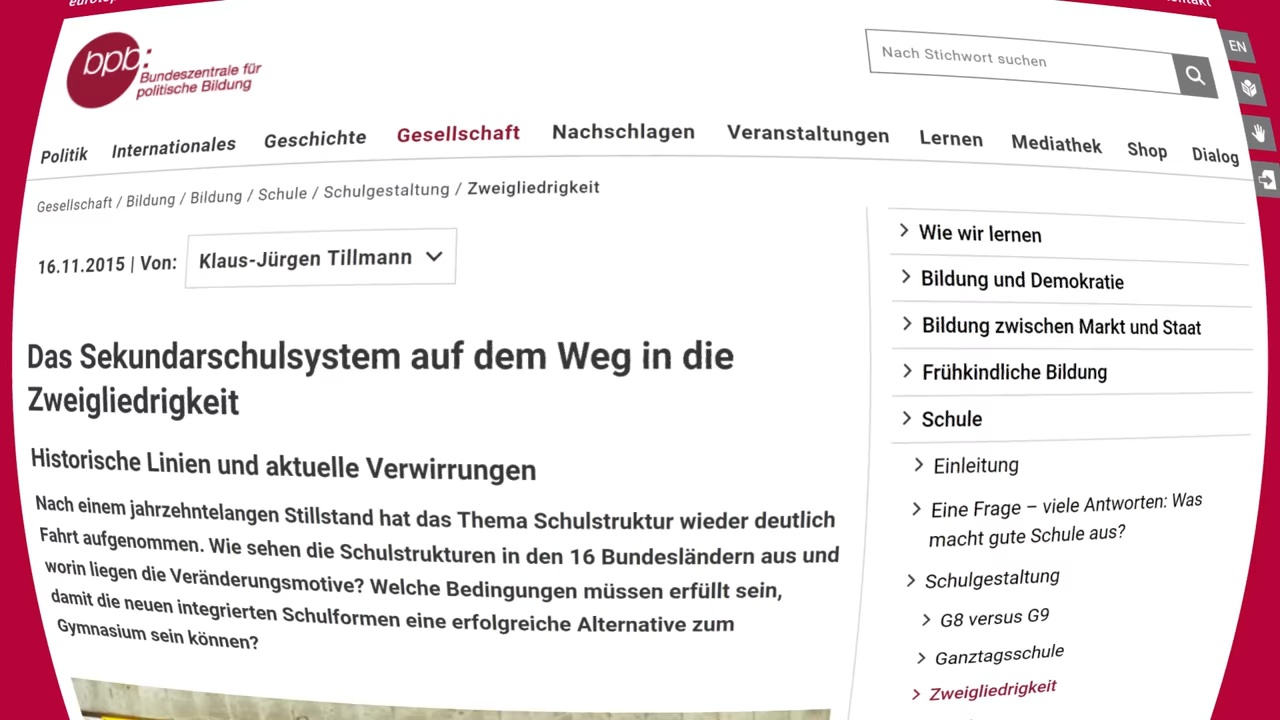 bpb:
Bundeszentrale für
politische Bildung
Nach Stichwort suchen
EN
Politik Internationales Geschichte Gesellschaft Nachschlagen Veranstaltungen Lernen Mediathek Shop Dialog
Gesellschaft / Bildung / Bildung / Schule / Schulgestaltung / Zweigliedrigkeit
16.11.2015 | Von: Klaus-Jürgen Tillmann
Das Sekundarschulsystem auf dem Weg in die
Zweigliedrigkeit
Historische Linien und aktuelle Verwirrungen
Nach einem jahrzehntelangen Stillstand hat das Thema Schulstruktur wieder deutlich
Fahrt aufgenommen. Wie sehen die Schulstrukturen in den 16 Bundesländern aus und
worin liegen die Veränderungsmotive? Welche Bedingungen müssen erfüllt sein,
damit die neuen integrierten Schulformen eine erfolgreiche Alternative zum
Gymnasium sein können?
Wie wir lernen
Bildung und Demokratie
Bildung zwischen Markt und Staat
Frühkindliche Bildung
Schule
Einleitung
Eine Frage – viele Antworten: Was
macht gute Schule aus?
Schulgestaltung
G8 versus G9
Ganztagsschule
Zweigliedrigkeit